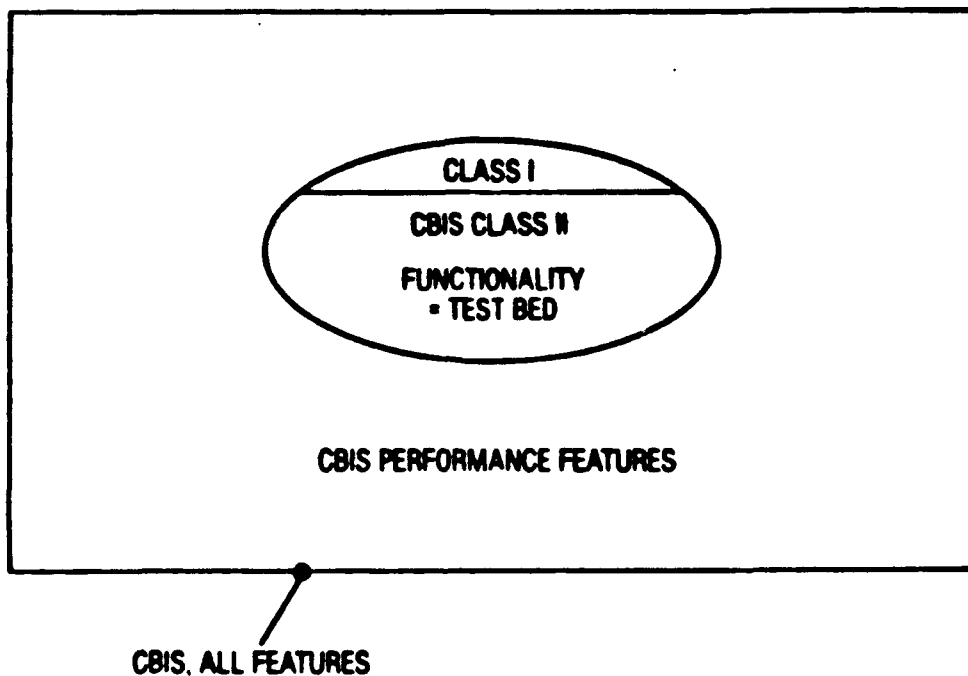 CLASS I
CBIS CLASS II
FUNCTIONALITY
= TEST BED
CBIS PERFORMANCE FEATURES
CBIS, ALL FEATURES